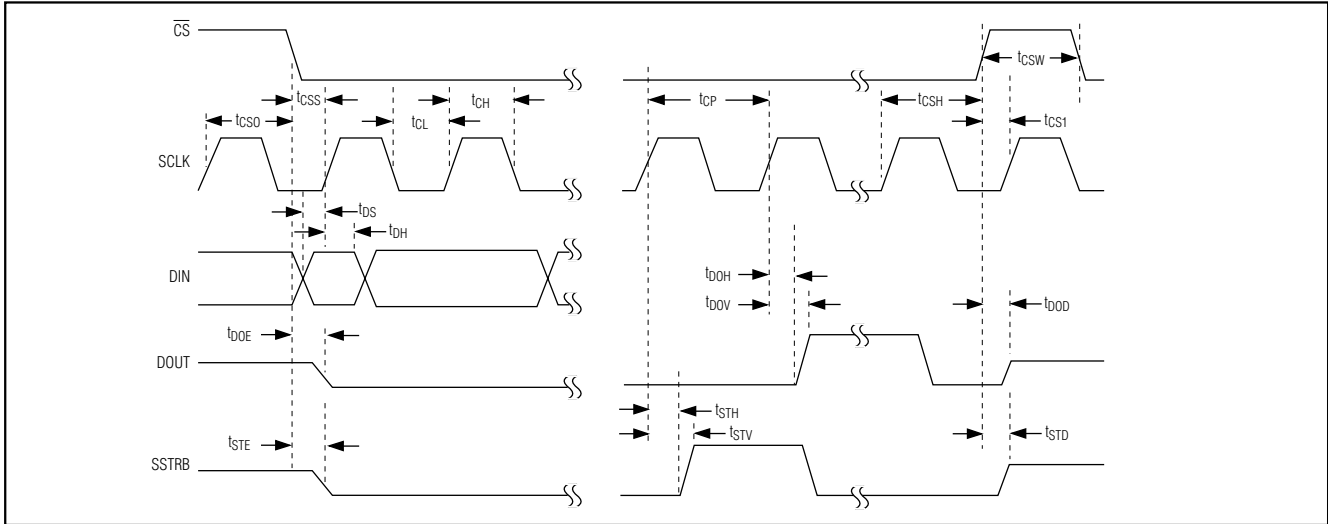 CS
tCSW
tCSS
tCH
tCP
tCSH
tCSO
tCL
tCS1
SCLK
tDS
tDH
DIN
tDOH
tDOV
tDOD
tDOE
DOUT
tSTH
tSTV
tSTE
tSTD
SSTRB